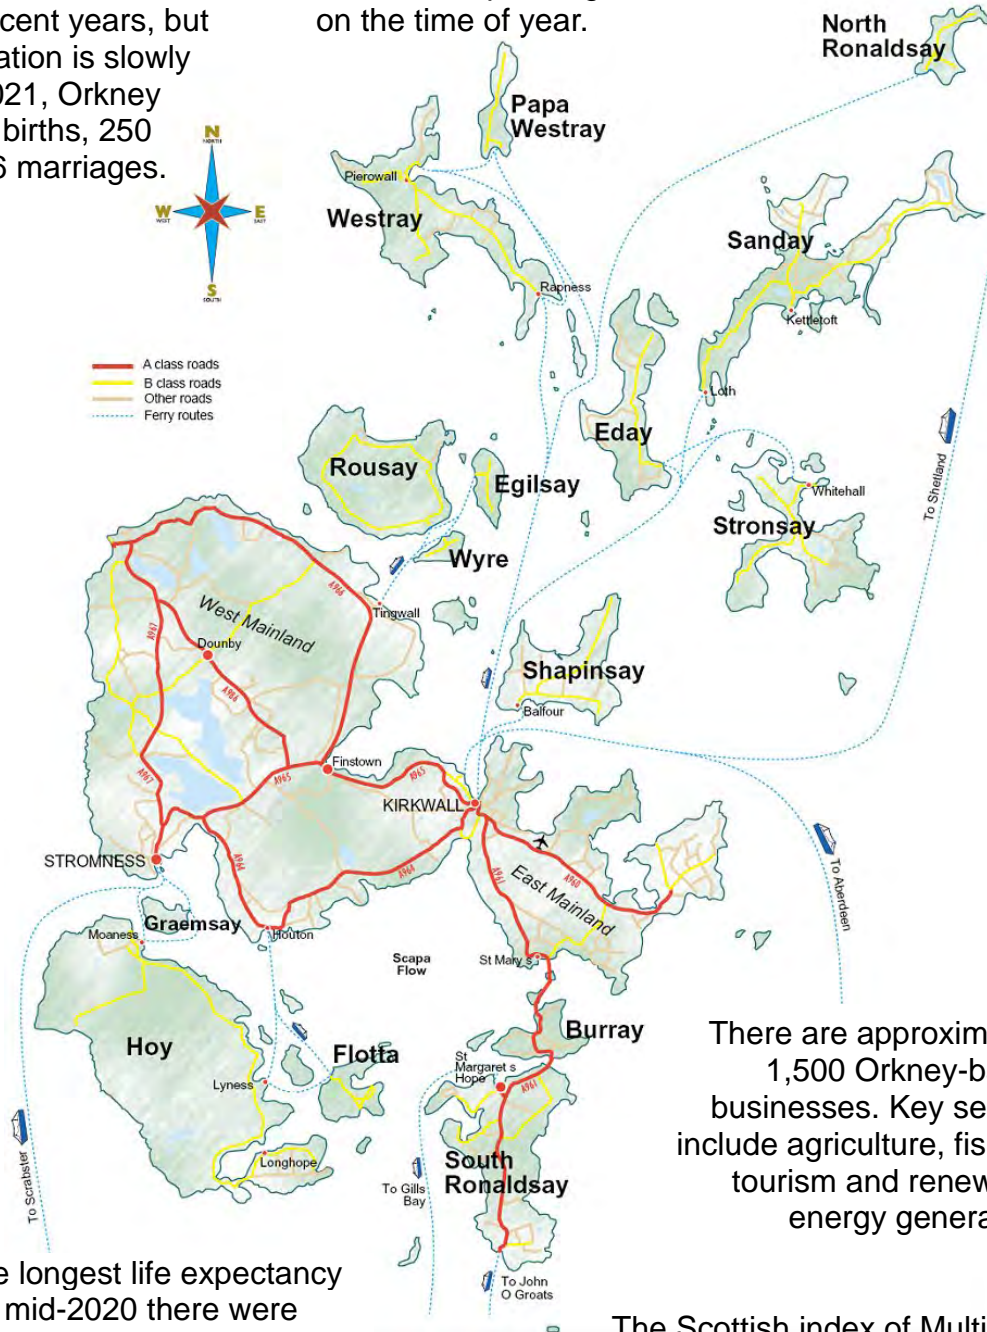 cent years, but
ation is slowly
021, Orkney
births, 250
6 marriages.
on the time of year.
N
NORTH
W
WEST
E
EAST
S
SOUTH
A class roads
B class roads
Other roads
Ferry routes
North
Ronaldsay
Papa
Westray
Pierowall
Westray
Rapness
Sanday
Kettletoft
Loth
Eday
Rousay
Egilsay
Wyre
Whitehall
Stronsay
To Shetland
A966
Tingwall
West Mainland
A967
Dounby
A986
Shapinsay
Balfour
Finstown
A965
A965
A967
KIRKWALL
STROMNESS
A964
A964
A961
A960
East Mainland
To Aberdeen
Graemsay
Moaness
Houton
Scapa
Flow
St Mary's
Hoy
Flotta
Lyness
Longhope
Burray
St
Margaret s
Hope
A961
South
Ronaldsay
To Scrabster
To Gills
Bay
To John
O Groats
There are approxim
1,500 Orkney-b
businesses. Key se
include agriculture, fis
tourism and renew
energy genera
e longest life expectancy
mid-2020 there were
The Scottish index of Multi